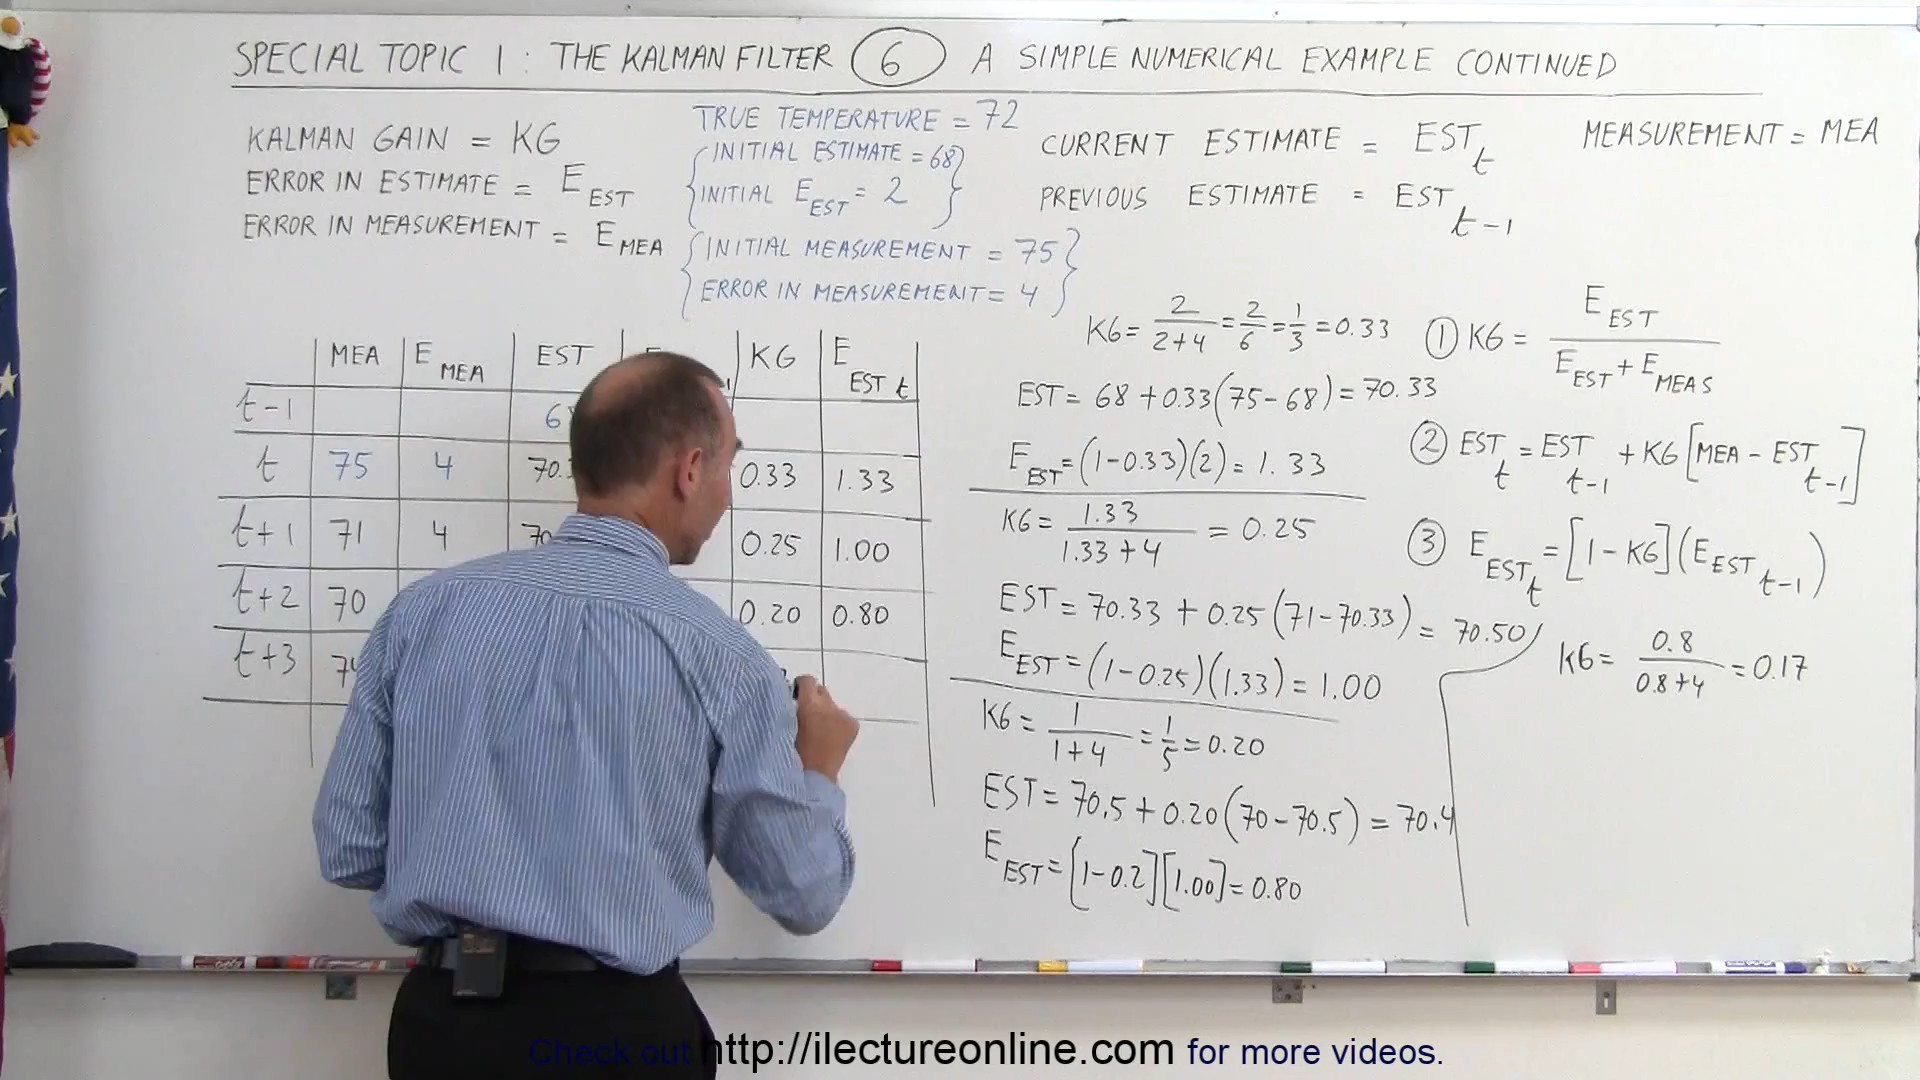 SPECIAL TOPIC 1 : THE KALMAN FILTER 6 A SIMPLE NUMERICAL EXAMPLE CONTINUED
KALMAN GAIN = KG
ERROR IN ESTIMATE = E EST
ERROR IN MEASUREMENT = E MEA
TRUE TEMPERATURE = 72
INITIAL ESTIMATE = 68
INITIAL E EST = 2
INITIAL MEASUREMENT = 75
ERROR IN MEASUREMENT = 4
CURRENT ESTIMATE = EST t
PREVIOUS ESTIMATE = EST t-1
MEASUREMENT = MEA
MEA E MEA EST KG E EST t
t-1
t 75 4 0.33 1.33
t+1 71 4 0.25 1.00
t+2 70 0.20 0.80
t+3
KG = 2/(2+4) = 2/6 = 1/3 = 0.33
EST = 68 + 0.33(75-68) = 70.33
E EST = (1-0.33)(2) = 1.33
KG = 1.33/(1.33+4) = 0.25
EST = 70.33 + 0.25(71-70.33) = 70.50
E EST = (1-0.25)(1.33) = 1.00
KG = 1/(1+4) = 1/5 = 0.20
EST = 70.5 + 0.20(70-70.5) = 70.4
E EST = [1-0.2][1.00] = 0.80
① KG = E EST / (E EST + E MEAS)
② EST t = EST t-1 + KG[MEA - EST t-1]
③ E EST t = [1-KG](E EST t-1)
KG = 0.8/(0.8+4) = 0.17
Check out http://ilectureonline.com for more videos.